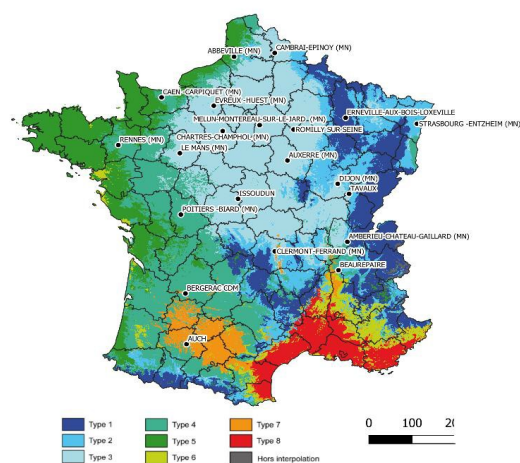 CAMBRAI-EPINOY (MN)
ABBEVILLE (MN)
CAEN -CARPIQUET (MN)
EVREUX -HUEST (MN)
ERNEVILLE-AUX-BOIS-LOXEVILLE
MELUN-MONTEREAU-SUR-LE-JARD (MN)
STRASBOURG -ENTZHEIM (MN)
ROMILLY SUR-SEINE
CHARTRES-CHAMPHOL (MN)
RENNES (MN)
LE MANS (MN)
AUXERRE (MN)
DIJON (MN)
TAVAUX
ISSOUDUN
POITIERS -BIARD (MN)
AMBERIEU-CHATEAU-GAILLARD (MN)
CLERMONT-FERRAND (MN)
BEAUREPAIRE
BERGERAC CDM
AUCH
Type 1 Type 4 Type 7
Type 2 Type 5 Type 8
Type 3 Type 6 Hors interpolation
0 100